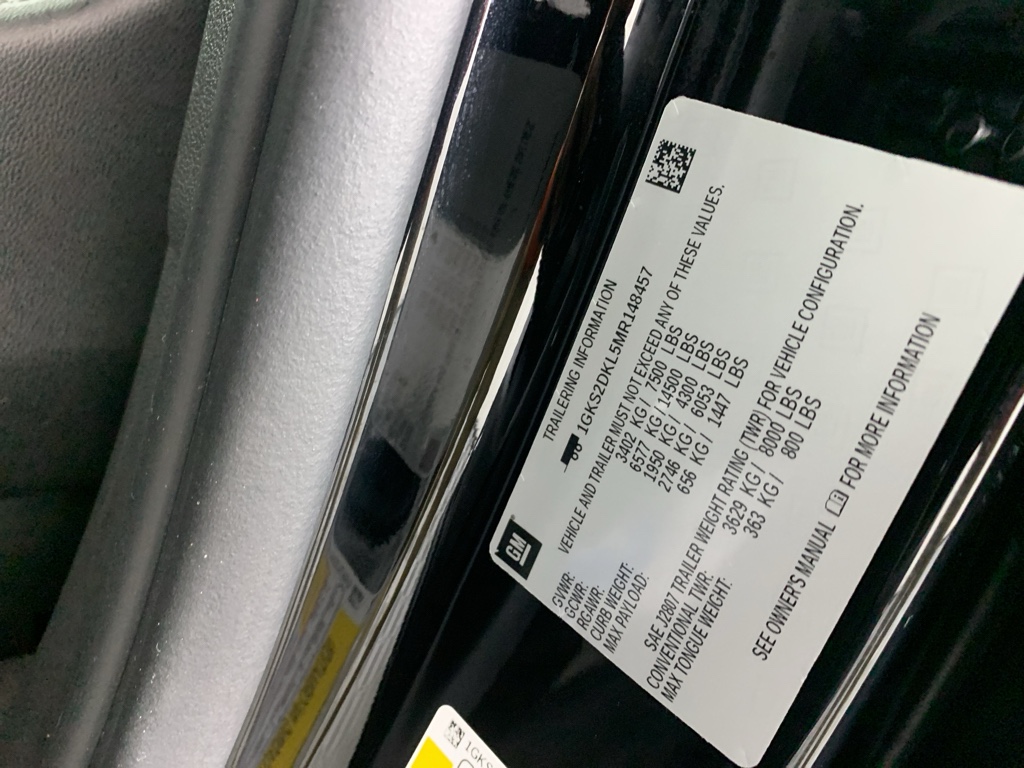 GM
TRAILERING INFORMATION
1GKS2DKL5MR148457
VEHICLE AND TRAILER MUST NOT EXCEED ANY OF THESE VALUES.
GVWR: 3402 KG / 7500 LBS
GCWR: 6577 KG / 14500 LBS
RGAWR: 1950 KG / 4300 LBS
CURB WEIGHT: 2746 KG / 6053 LBS
MAX PAYLOAD: 656 KG / 1447 LBS
SAE J2807 TRAILER WEIGHT RATING (TWR) FOR VEHICLE CONFIGURATION.
CONVENTIONAL TWR: 3629 KG / 8000 LBS
MAX TONGUE WEIGHT: 363 KG / 800 LBS
SEE OWNER'S MANUAL FOR MORE INFORMATION
1GKS